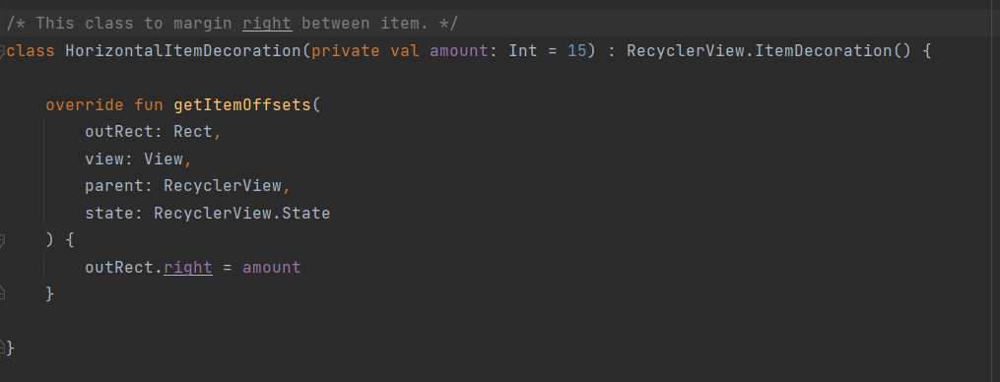 /* This class to margin right between item. */
class HorizontalItemDecoration(private val amount: Int = 15) : RecyclerView.ItemDecoration() {
override fun getItemOffsets(
outRect: Rect,
view: View,
parent: RecyclerView,
state: RecyclerView.State
) {
outRect.right = amount
}
}